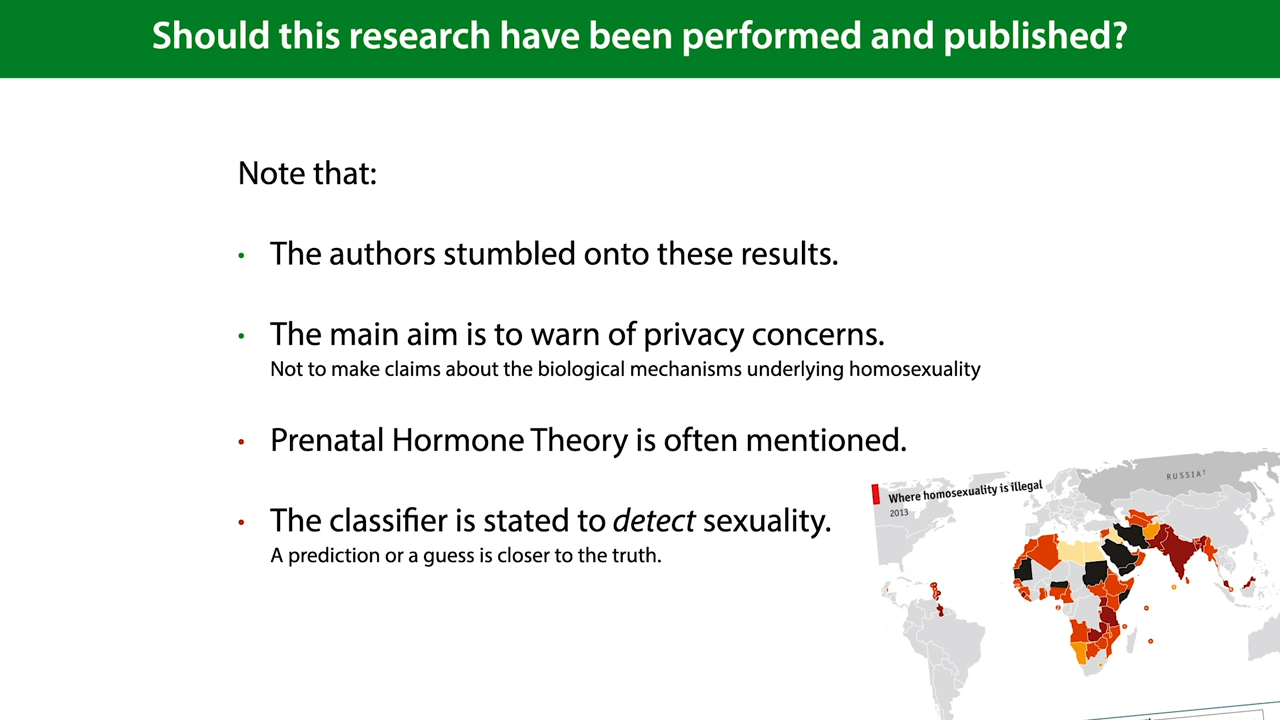 Should this research have been performed and published?
Note that:
• The authors stumbled onto these results.
• The main aim is to warn of privacy concerns.
Not to make claims about the biological mechanisms underlying homosexuality
• Prenatal Hormone Theory is often mentioned.
• The classifier is stated to detect sexuality.
A prediction or a guess is closer to the truth.
Where homosexuality is illegal
2013
RUSSIA†